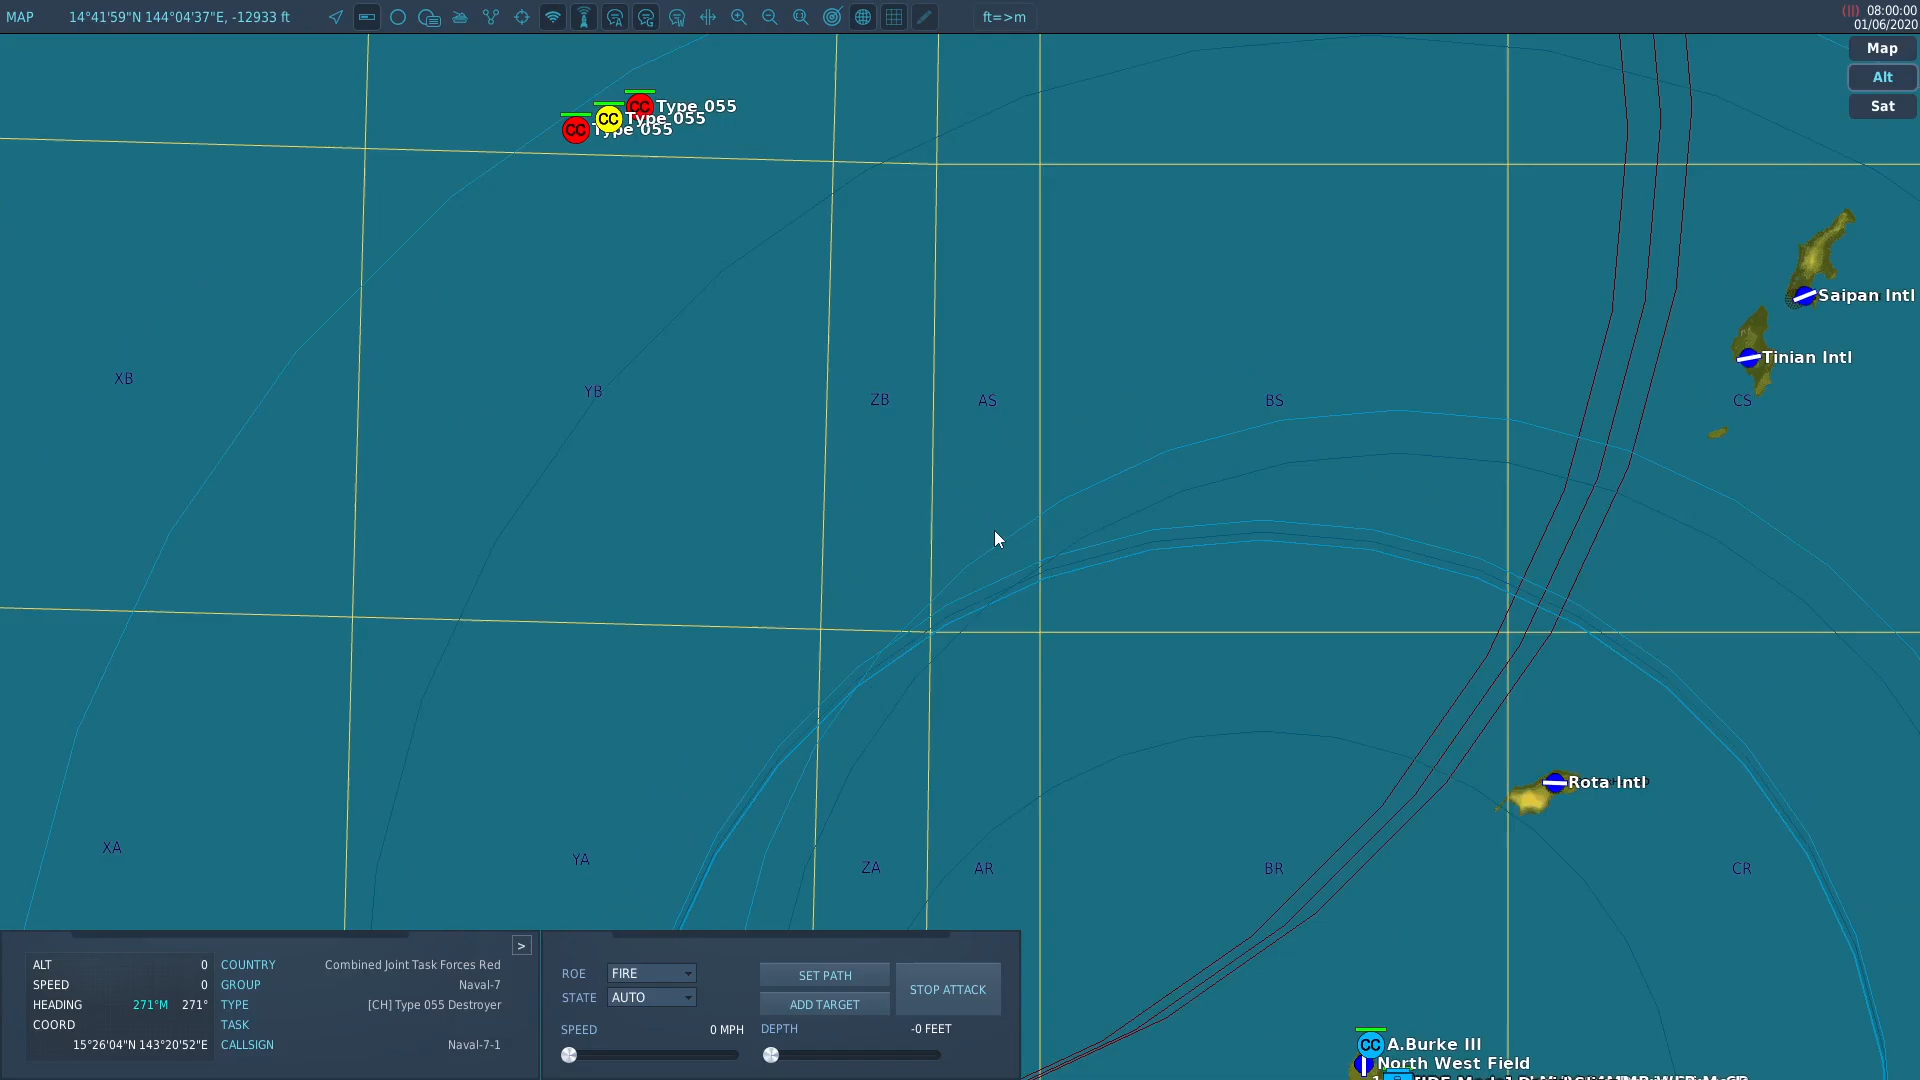 MAP 14°41'59"N 144°04'37"E, -12933 ft ft=>m 08:00:00
01/06/2020
Map
Alt
Sat
CC Type 055
CC Type 055
CC Type 055
Saipan Intl
Tinian Intl
XB YB ZB AS BS CS
Rota Intl
XA YA ZA AR BR CR
>
ALT 0 COUNTRY Combined Joint Task Forces Red
SPEED 0 GROUP Naval-7
HEADING 271°M 271° TYPE [CH] Type 055 Destroyer
COORD TASK
15°26'04"N 143°20'52"E CALLSIGN Naval-7-1
ROE FIRE SET PATH STOP ATTACK
STATE AUTO ADD TARGET
SPEED 0 MPH DEPTH -0 FEET
CC A.Burke III
North West Field